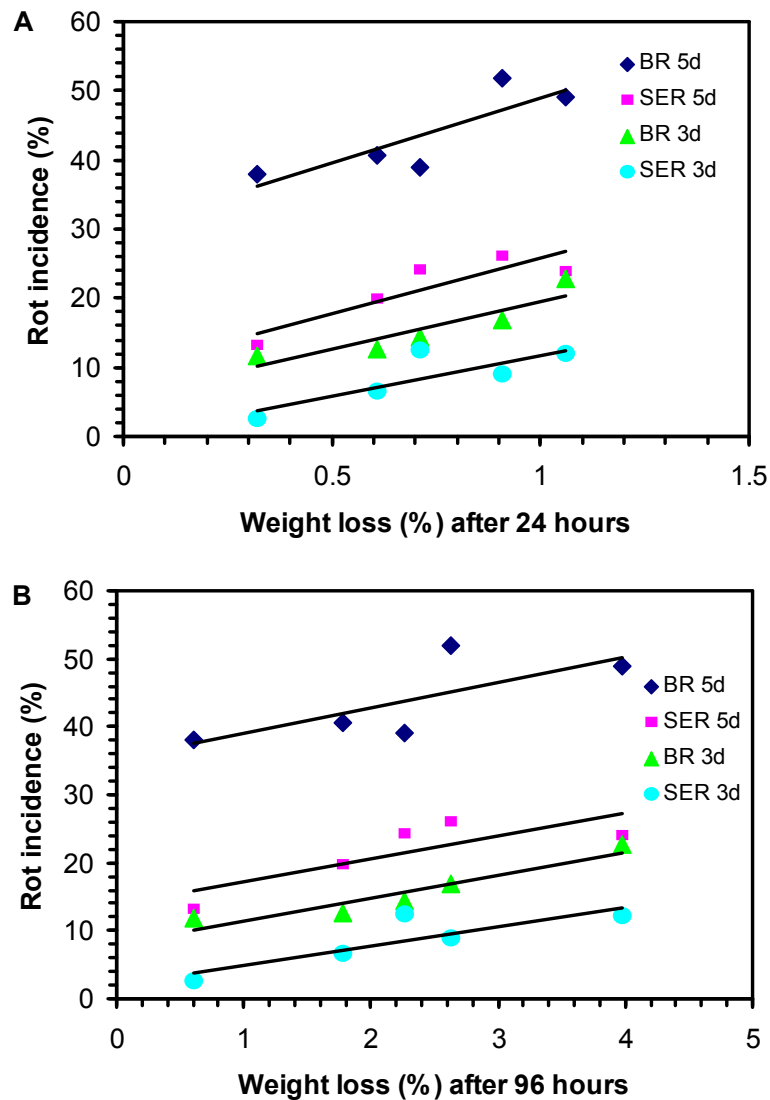 A
60
50
40
30
20
10
0
Rot incidence (%)
BR 5d
SER 5d
BR 3d
SER 3d
0
0.5
1
1.5
Weight loss (%) after 24 hours
B
60
50
40
30
20
10
0
Rot incidence (%)
BR 5d
SER 5d
BR 3d
SER 3d
0
1
2
3
4
5
Weight loss (%) after 96 hours